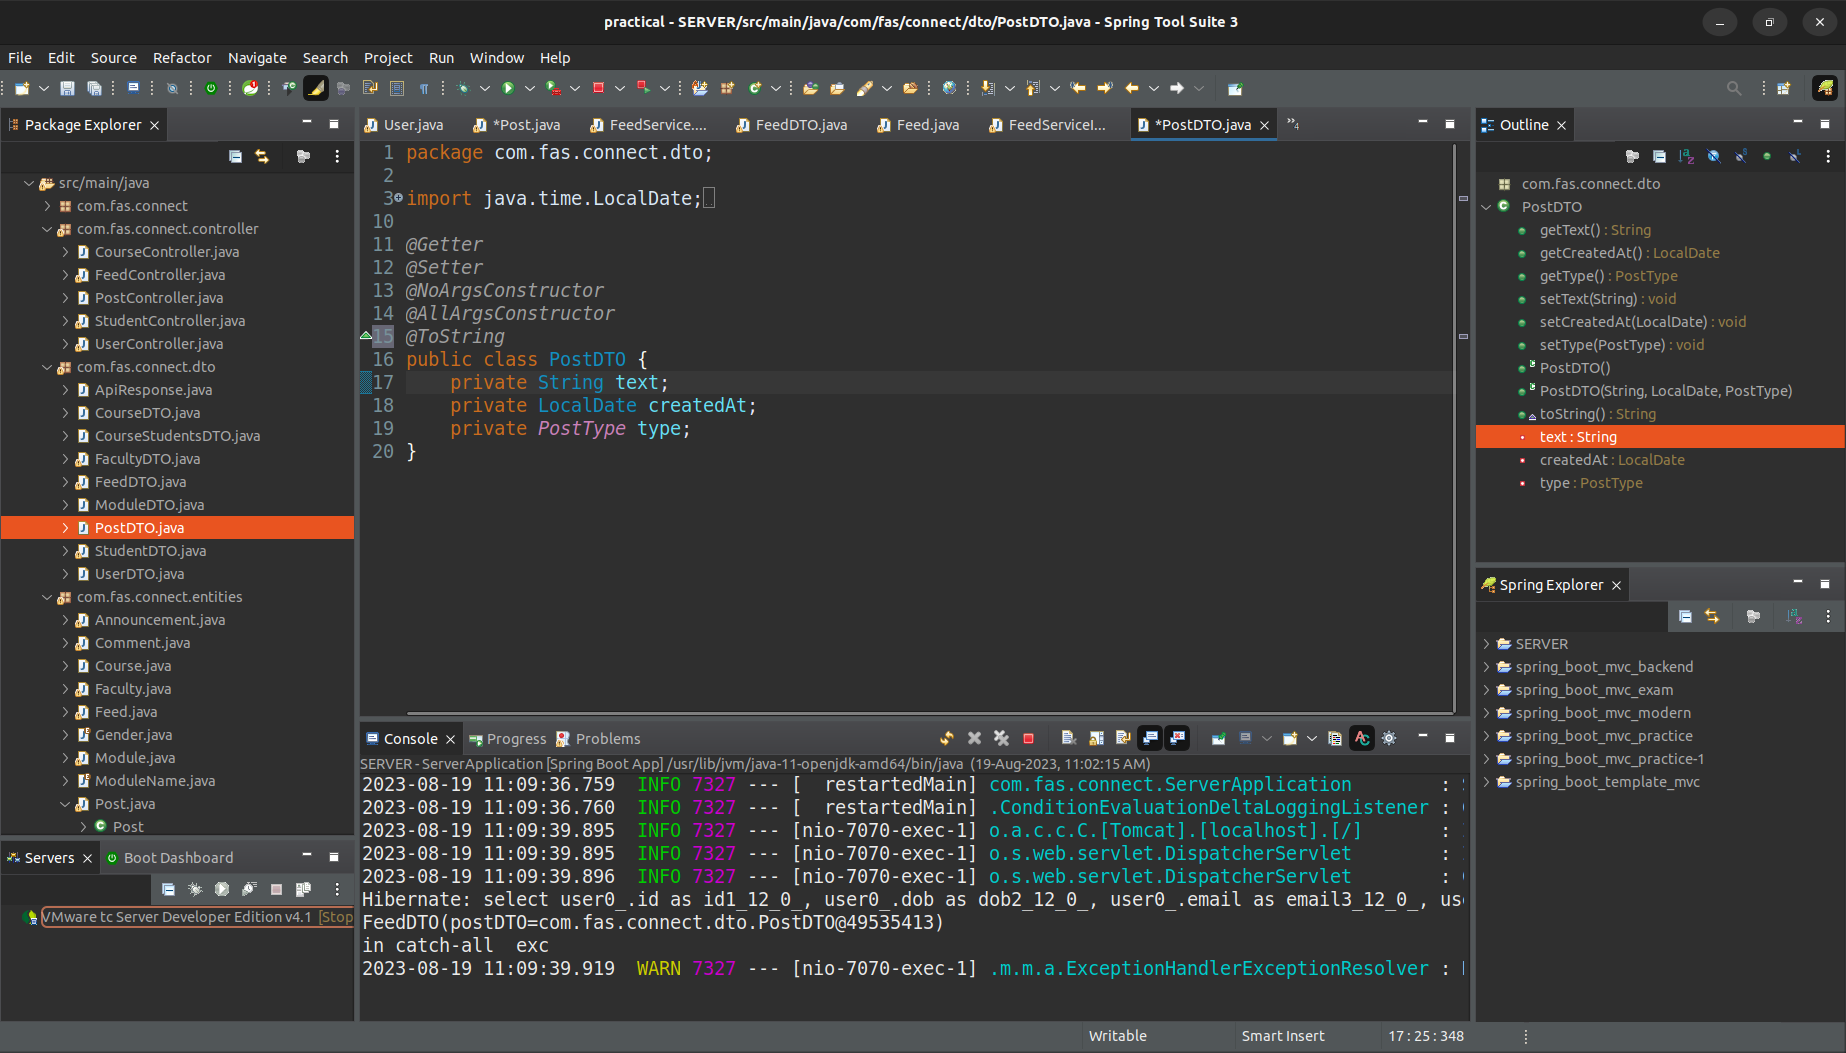 practical - SERVER/src/main/java/com/fas/connect/dto/PostDTO.java - Spring Tool Suite 3
File Edit Source Refactor Navigate Search Project Run Window Help
Package Explorer
src/main/java
com.fas.connect
com.fas.connect.controller
CourseController.java
FeedController.java
PostController.java
StudentController.java
UserController.java
com.fas.connect.dto
ApiResponse.java
CourseDTO.java
CourseStudentsDTO.java
FacultyDTO.java
FeedDTO.java
ModuleDTO.java
PostDTO.java
StudentDTO.java
UserDTO.java
com.fas.connect.entities
Announcement.java
Comment.java
Course.java
Faculty.java
Feed.java
Gender.java
Module.java
ModuleName.java
Post.java
Post
Servers Boot Dashboard
VMware tc Server Developer Edition v4.1 [Stop
User.java *Post.java FeedService.... FeedDTO.java Feed.java FeedServiceI... *PostDTO.java »4
1 package com.fas.connect.dto;
2
3 import java.time.LocalDate;
10
11 @Getter
12 @Setter
13 @NoArgsConstructor
14 @AllArgsConstructor
15 @ToString
16 public class PostDTO {
17 private String text;
18 private LocalDate createdAt;
19 private PostType type;
20 }
Console Progress Problems
SERVER - ServerApplication [Spring Boot App] /usr/lib/jvm/java-11-openjdk-amd64/bin/java (19-Aug-2023, 11:02:15 AM)
2023-08-19 11:09:36.759 INFO 7327 --- [ restartedMain] com.fas.connect.ServerApplication :
2023-08-19 11:09:36.760 INFO 7327 --- [ restartedMain] .ConditionEvaluationDeltaLoggingListener :
2023-08-19 11:09:39.895 INFO 7327 --- [nio-7070-exec-1] o.a.c.c.C.[Tomcat].[localhost].[/] :
2023-08-19 11:09:39.895 INFO 7327 --- [nio-7070-exec-1] o.s.web.servlet.DispatcherServlet :
2023-08-19 11:09:39.896 INFO 7327 --- [nio-7070-exec-1] o.s.web.servlet.DispatcherServlet :
Hibernate: select user0_.id as id1_12_0_, user0_.dob as dob2_12_0_, user0_.email as email3_12_0_, us
FeedDTO(postDTO=com.fas.connect.dto.PostDTO@49535413)
in catch-all exc
2023-08-19 11:09:39.919 WARN 7327 --- [nio-7070-exec-1] .m.m.a.ExceptionHandlerExceptionResolver :
Outline
com.fas.connect.dto
PostDTO
getText() : String
getCreatedAt() : LocalDate
getType() : PostType
setText(String) : void
setCreatedAt(LocalDate) : void
setType(PostType) : void
PostDTO()
PostDTO(String, LocalDate, PostType)
toString() : String
text : String
createdAt : LocalDate
type : PostType
Spring Explorer
SERVER
spring_boot_mvc_backend
spring_boot_mvc_exam
spring_boot_mvc_modern
spring_boot_mvc_practice
spring_boot_mvc_practice-1
spring_boot_template_mvc
Writable Smart Insert 17 : 25 : 348